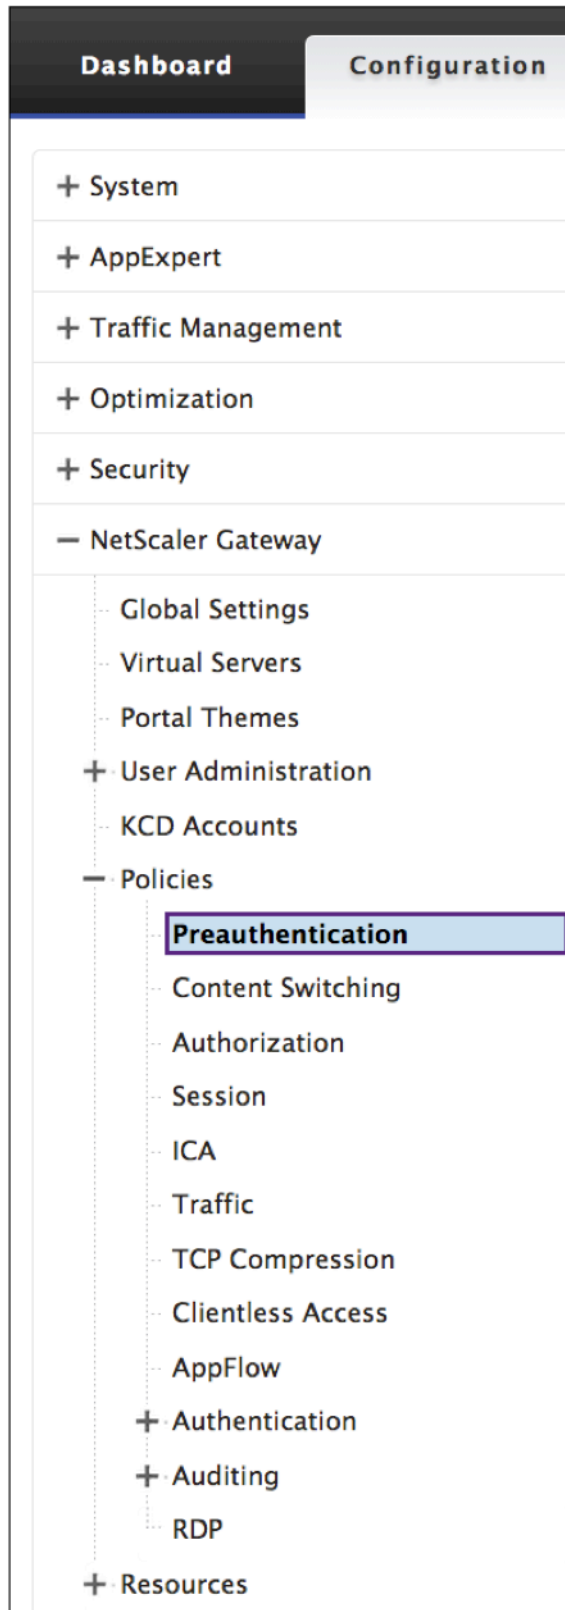 Dashboard Configuration
System
AppExpert
Traffic Management
Optimization
Security
NetScaler Gateway
Global Settings
Virtual Servers
Portal Themes
User Administration
KCD Accounts
Policies
Preauthentication
Content Switching
Authorization
Session
ICA
Traffic
TCP Compression
Clientless Access
AppFlow
Authentication
Auditing
RDP
Resources